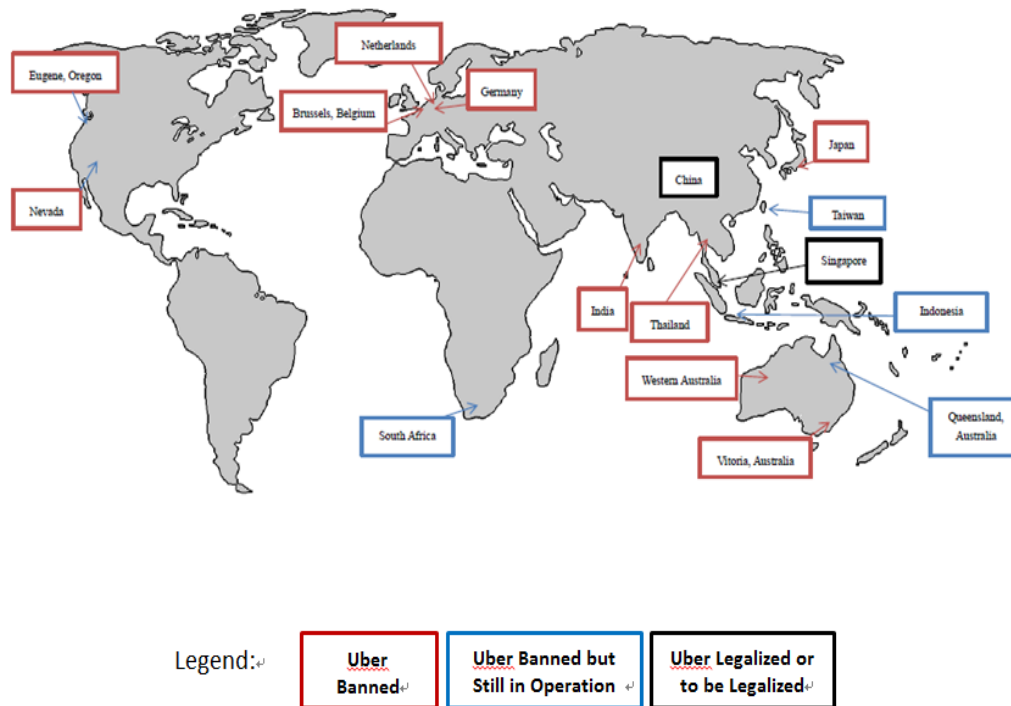 Netherlands
Eugene, Oregon
Germany
Brussels, Belgium
Japan
China
Nevada
Taiwan
Singapore
India
Thailand
Indonesia
Western Australia
South Africa
Queensland,
Australia
Vitoria, Australia
Legend:
Uber
Banned
Uber Banned but
Still in Operation
Uber Legalized or
to be Legalized